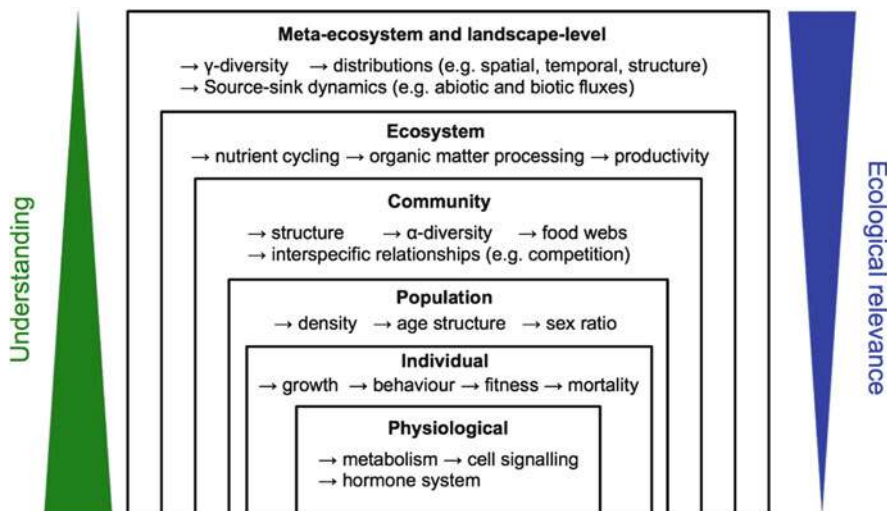 Meta-ecosystem and landscape-level
→ γ-diversity → distributions (e.g. spatial, temporal, structure)
→ Source-sink dynamics (e.g. abiotic and biotic fluxes)
Ecosystem
→ nutrient cycling → organic matter processing → productivity
Community
→ structure → α-diversity → food webs
→ interspecific relationships (e.g. competition)
Population
→ density → age structure → sex ratio
Individual
→ growth → behaviour → fitness → mortality
Physiological
→ metabolism → cell signalling
→ hormone system
Understanding
Ecological relevance